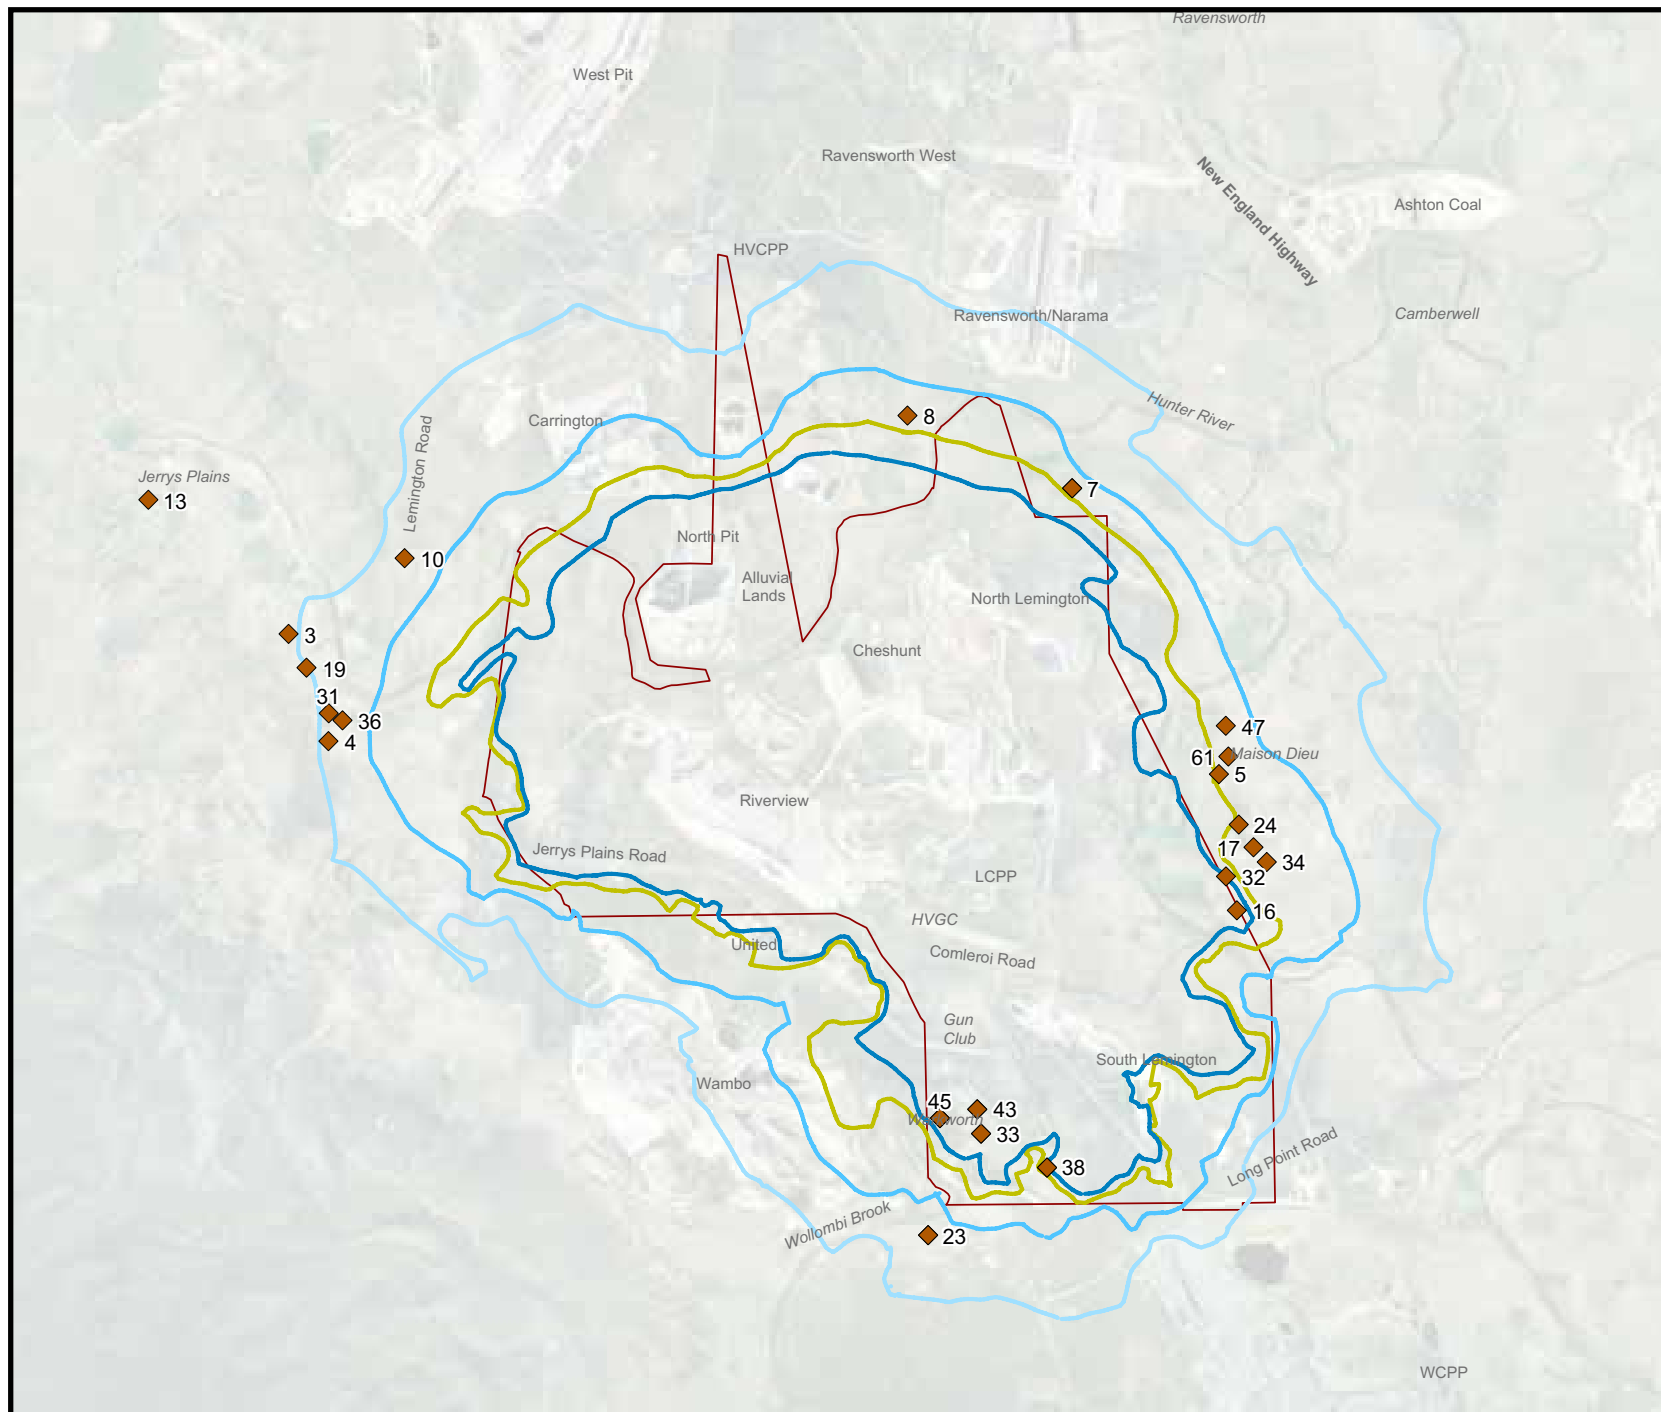 Ravensworth
West Pit
Ravensworth West
New England Highway
Ashton Coal
HVCPP
Ravensworth/Narama
Camberwell
Hunter River
Carrington
8
Lemington Road
Jerrys Plains
13
7
10
North Pit
Alluvial
Lands
North Lemington
3
Cheshunt
19
31
36
4
47
61
Maison Dieu
5
Riverview
24
17
34
Jerrys Plains Road
LCPP
32
16
HVGC
United
Comleroi Road
Gun
Club
South Lemington
Wambo
45
43
Warkworth
33
38
Long Point Road
Wollombi Brook
23
WCPP